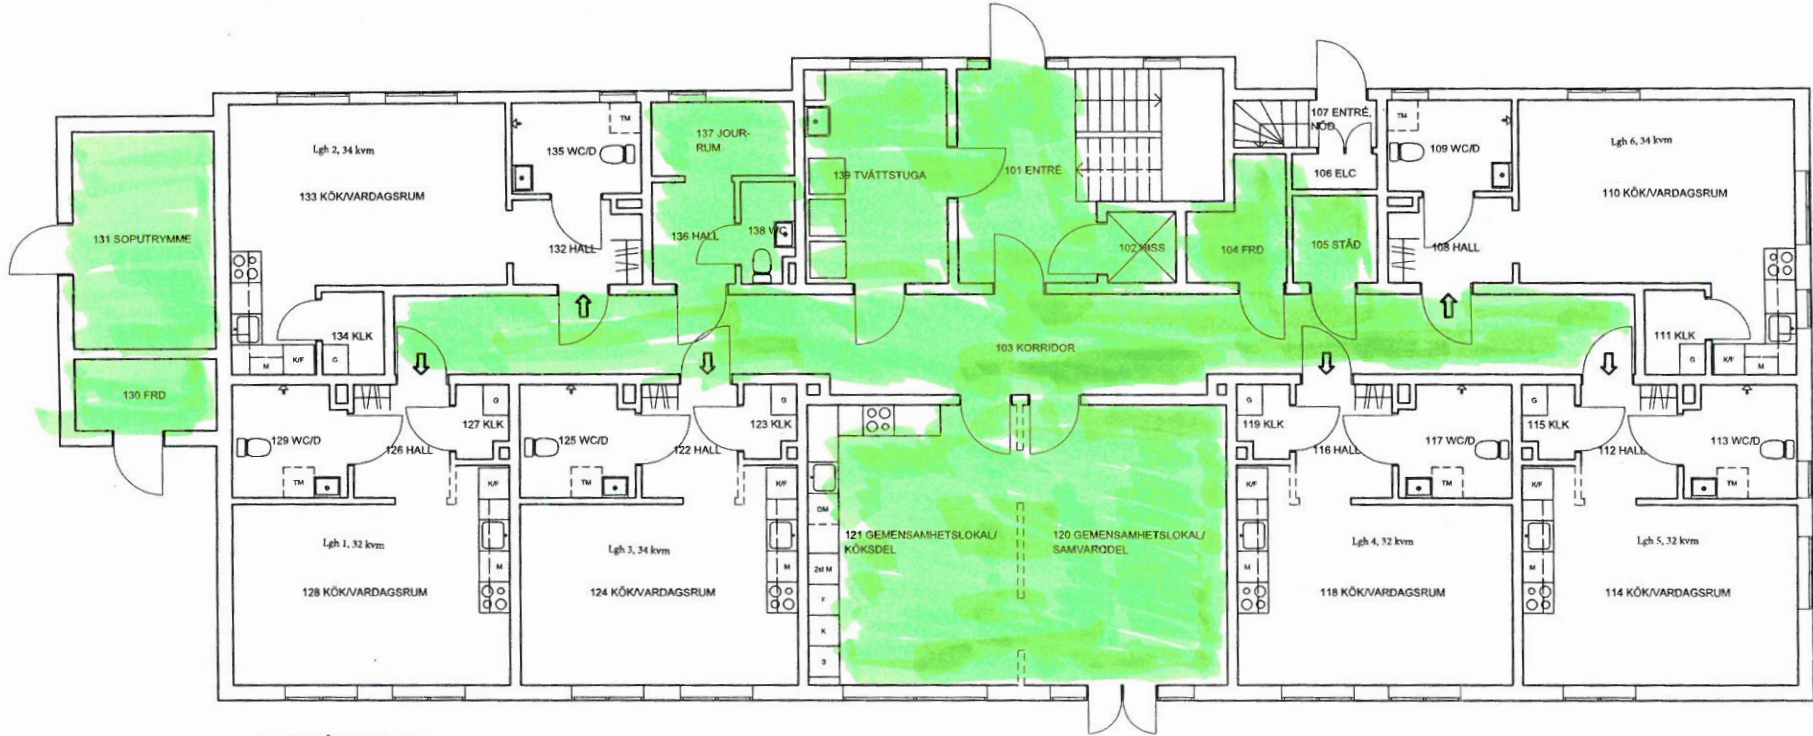 137 JOUR-
RUM
107 ENTRÉ,
NÖD
TM
TM
Lgh 2, 34 kvm
135 WC/D
109 WC/D
Lgh 6, 34 kvm
139 TVÄTTSTUGA
101 ENTRÉ
106 ELC
133 KÖK/VARDAGSRUM
110 KÖK/VARDAGSRUM
131 SOPUTRYMME
132 HALL
136 HALL
138 WC
102 HISS
104 FRD
105 STÄD
108 HALL
134 KLK
103 KORRIDOR
111 KLK
M
K/F
G
G
K/F
M
130 FRD
G
G
G
G
127 KLK
123 KLK
119 KLK
115 KLK
129 WC/D
126 HALL
125 WC/D
122 HALL
116 HALL
117 WC/D
112 HALL
113 WC/D
TM
K/F
TM
K/F
K/F
TM
K/F
TM
DM
Lgh 1, 32 kvm
Lgh 3, 34 kvm
121 GEMENSAMHETSLOKAL/
KÖKSDEL
120 GEMENSAMHETSLOKAL/
SAMVARODEL
Lgh 4, 32 kvm
Lgh 5, 32 kvm
M
M
2st M
M
M
128 KÖK/VARDAGSRUM
124 KÖK/VARDAGSRUM
118 KÖK/VARDAGSRUM
114 KÖK/VARDAGSRUM
F
K
S